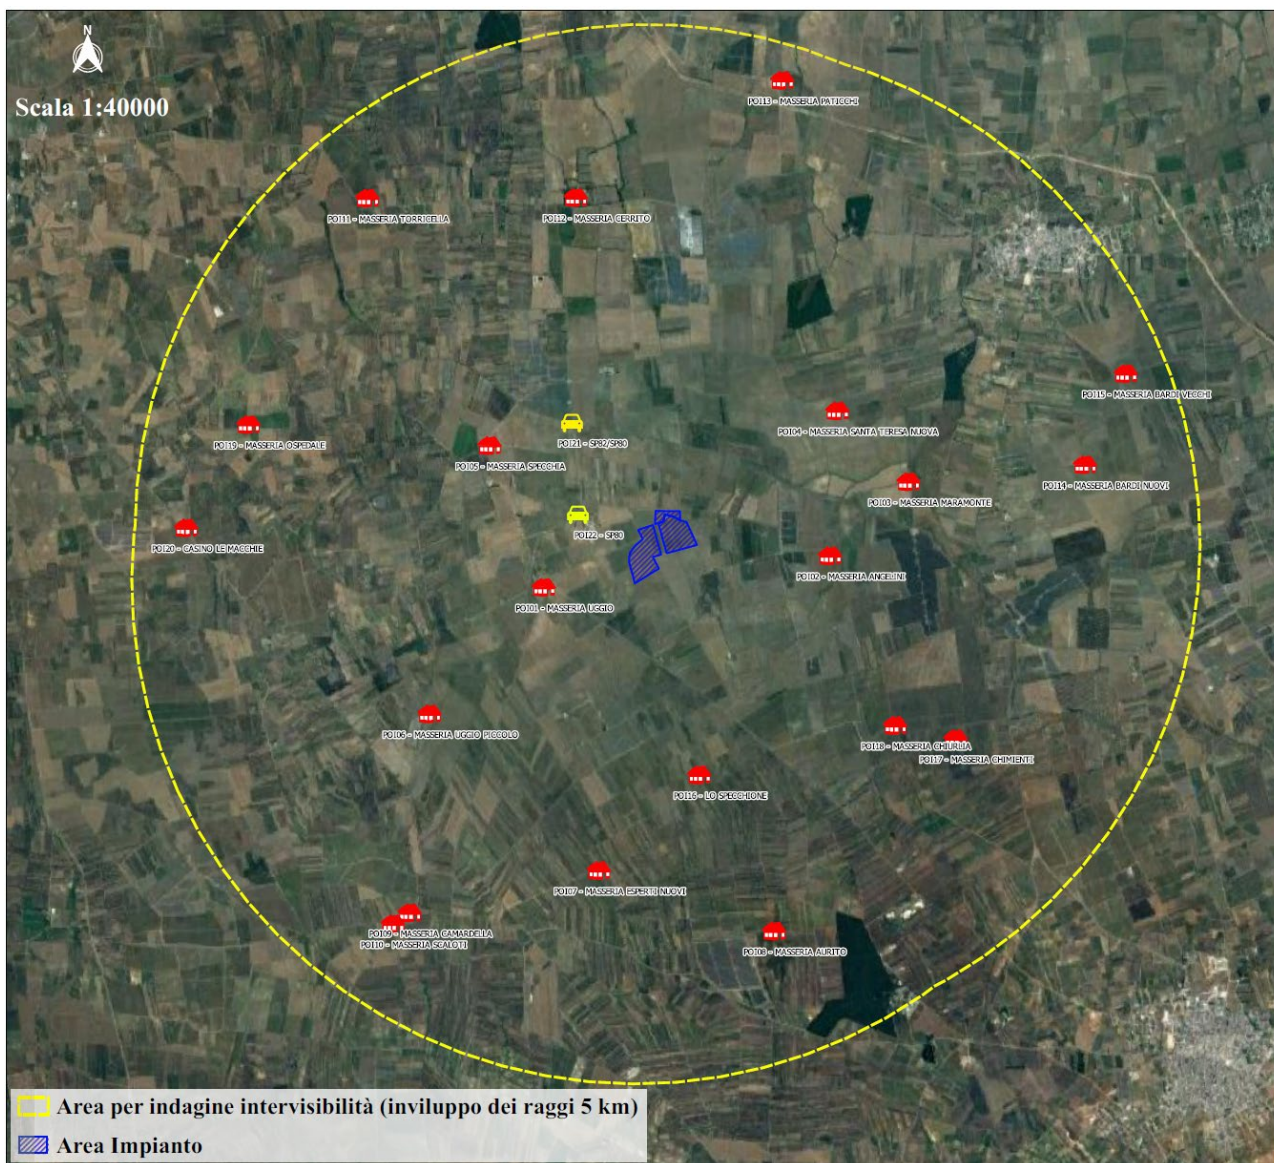 N
Scala 1:40000
POI13 - MASSERIA PATICCHI
POI11 - MASSERIA TORRICELLA
POI12 - MASSERIA CERRITO
POI15 - MASSERIA BARDI VECCHI
POI04 - MASSERIA SANTA TERESA NUOVA
POI19 - MASSERIA OSPEDALE
POI21 - SP82/SP80
POI05 - MASSERIA SPECCHIA
POI14 - MASSERIA BARDI NUOVI
POI03 - MASSERIA MARAMONTE
POI22 - SP80
POI20 - CASINO LE MACCHIE
POI02 - MASSERIA ANGELINI
POI01 - MASSERIA UGGIO
POI06 - MASSERIA UGGIO PICCOLO
POI18 - MASSERIA CHIURLIA
POI17 - MASSERIA CHIMIENTI
POI16 - LO SPECCHIONE
POI07 - MASSERIA ESPERTI NUOVI
POI09 - MASSERIA CAMARDELLA
POI10 - MASSERIA SCALOTI
POI08 - MASSERIA AURITO
Area per indagine intervisibilità (inviluppo dei raggi 5 km)
Area Impianto